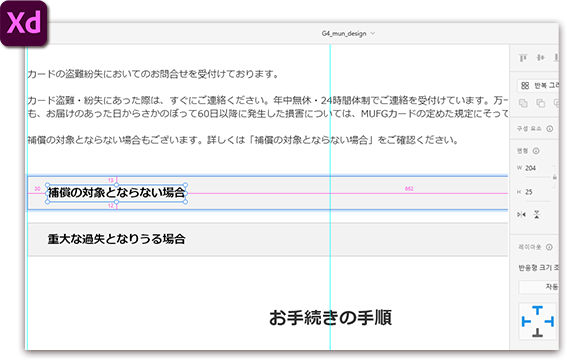 Xd
G4_mun_design
カードの盗難紛失においてのお問合せを受付けております。
カード盗難・紛失にあった際は、すぐにご連絡ください。年中無休・24時間体制でご連絡を受付けています。万一
も、お届けのあった日からさかのぼって60日以降に発生した損害については、MUFGカードの定めた規定にそって
補償の対象とならない場合もございます。詳しくは「補償の対象とならない場合」をご確認ください。
13
30
補償の対象とならない場合
862
12
重大な過失となりうる場合
お手続きの手順
반복 그리
구성 요소
변형
W 204
H 25
레이아웃
반응형 크기 조
자동